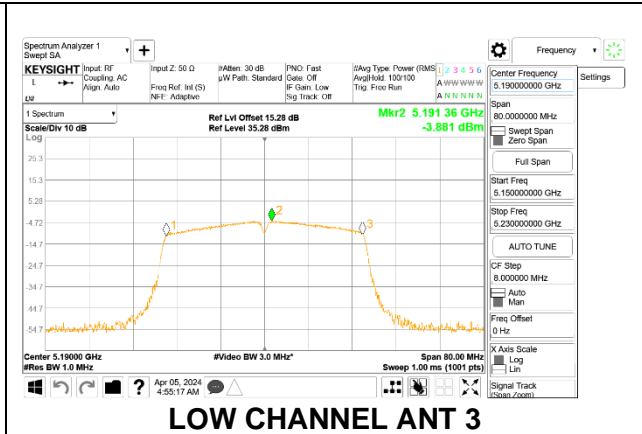 Spectrum Analyzer 1
Swept SA
Frequency
Settings
KEYSIGHT
L
Input: RF
Coupling: AC
Align: Auto
Input Z: 50 Ω
Freq Ref: Int (S)
NFE: Adaptive
#Atten: 30 dB
µW Path: Standard
PNO: Fast
Gate: Off
IF Gain: Low
Sig Track: Off
#Avg Type: Power (RMS
Avg|Hold: 100/100
Trig: Free Run
1 2 3 4 5 6
A W W W W W
A N N N N N
1 Spectrum
Scale/Div 10 dB
Log
Ref Lvl Offset 15.28 dB
Ref Level 35.28 dBm
Mkr2 5.191 36 GHz
-3.881 dBm
25.3
15.3
5.28
-4.72
-14.7
-24.7
-34.7
-44.7
-54.7
1
2
3
Center 5.19000 GHz
#Res BW 1.0 MHz
#Video BW 3.0 MHz*
Span 80.00 MHz
Sweep 1.00 ms (1001 pts)
Center Frequency
5.19000000 GHz
Span
80.0000000 MHz
Swept Span
Zero Span
Full Span
Start Freq
5.150000000 GHz
Stop Freq
5.230000000 GHz
AUTO TUNE
CF Step
8.000000 MHz
Auto
Man
Freq Offset
0 Hz
X Axis Scale
Log
Lin
Signal Track
(Span Zoom)
?
Apr 05, 2024
4:55:17 AM
LOW CHANNEL ANT 3